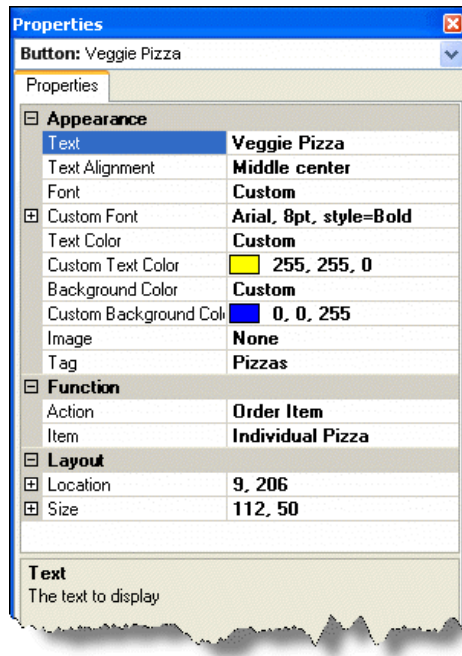 Properties
Button: Veggie Pizza
Properties
Appearance
Text Veggie Pizza
Text Alignment Middle center
Font Custom
Custom Font Arial, 8pt, style=Bold
Text Color Custom
Custom Text Color 255, 255, 0
Background Color Custom
Custom Background Col 0, 0, 255
Image None
Tag Pizzas
Function
Action Order Item
Item Individual Pizza
Layout
Location 9, 206
Size 112, 50
Text
The text to display